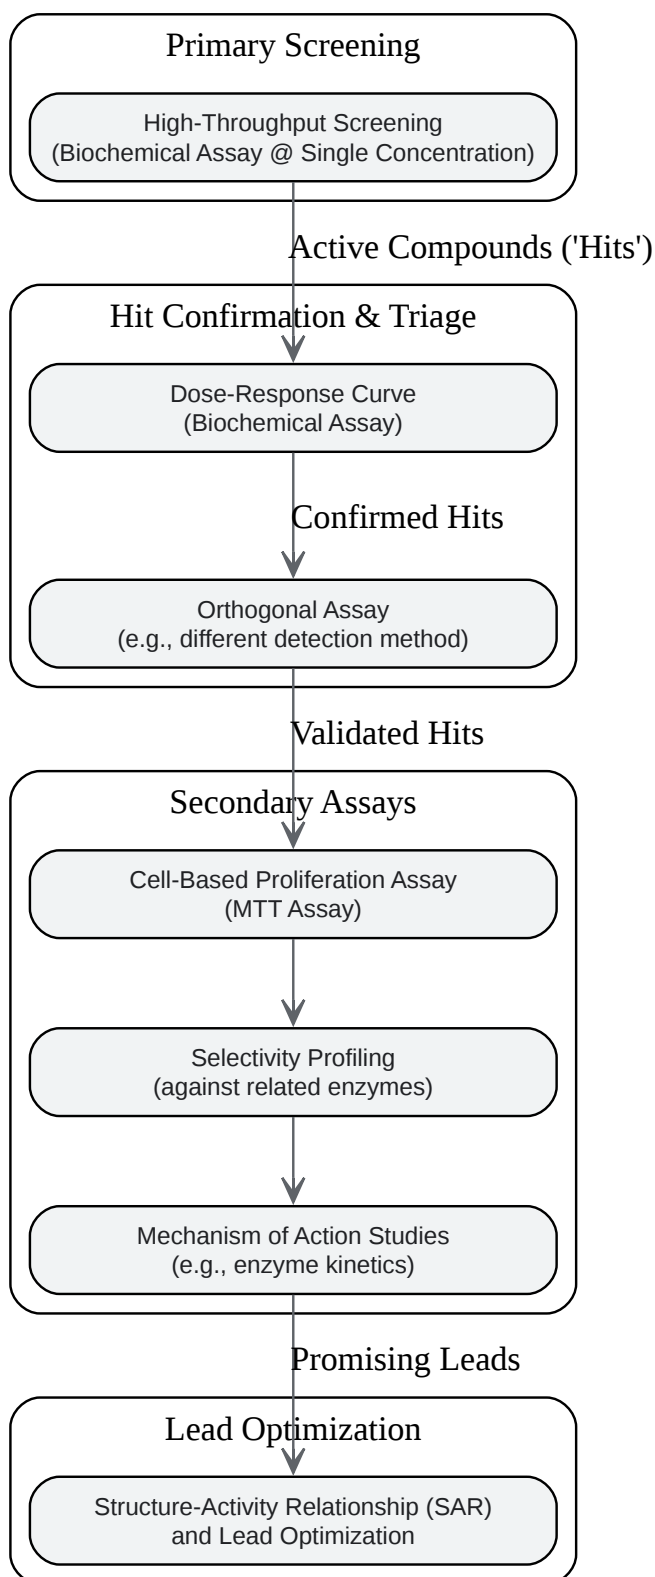 Primary Screening
High-Throughput Screening
(Biochemical Assay @ Single Concentration)
Active Compounds ('Hits')
Hit Confirmation & Triage
Dose-Response Curve
(Biochemical Assay)
Confirmed Hits
Orthogonal Assay
(e.g., different detection method)
Validated Hits
Secondary Assays
Cell-Based Proliferation Assay
(MTT Assay)
Selectivity Profiling
(against related enzymes)
Mechanism of Action Studies
(e.g., enzyme kinetics)
Promising Leads
Lead Optimization
Structure-Activity Relationship (SAR)
and Lead Optimization